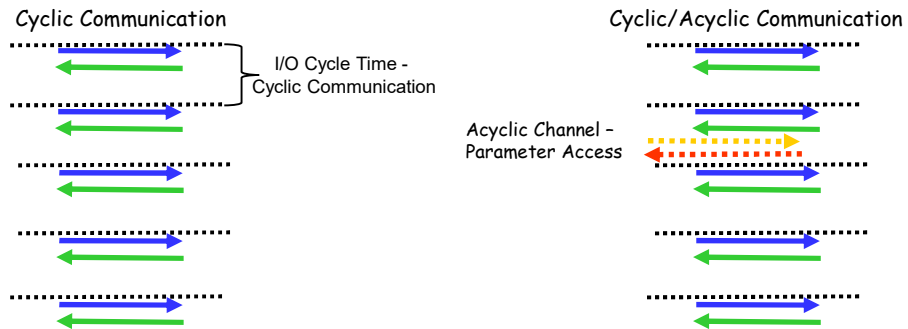 Cyclic Communication
I/O Cycle Time -
Cyclic Communication
Cyclic/Acyclic Communication
Acyclic Channel –
Parameter Access